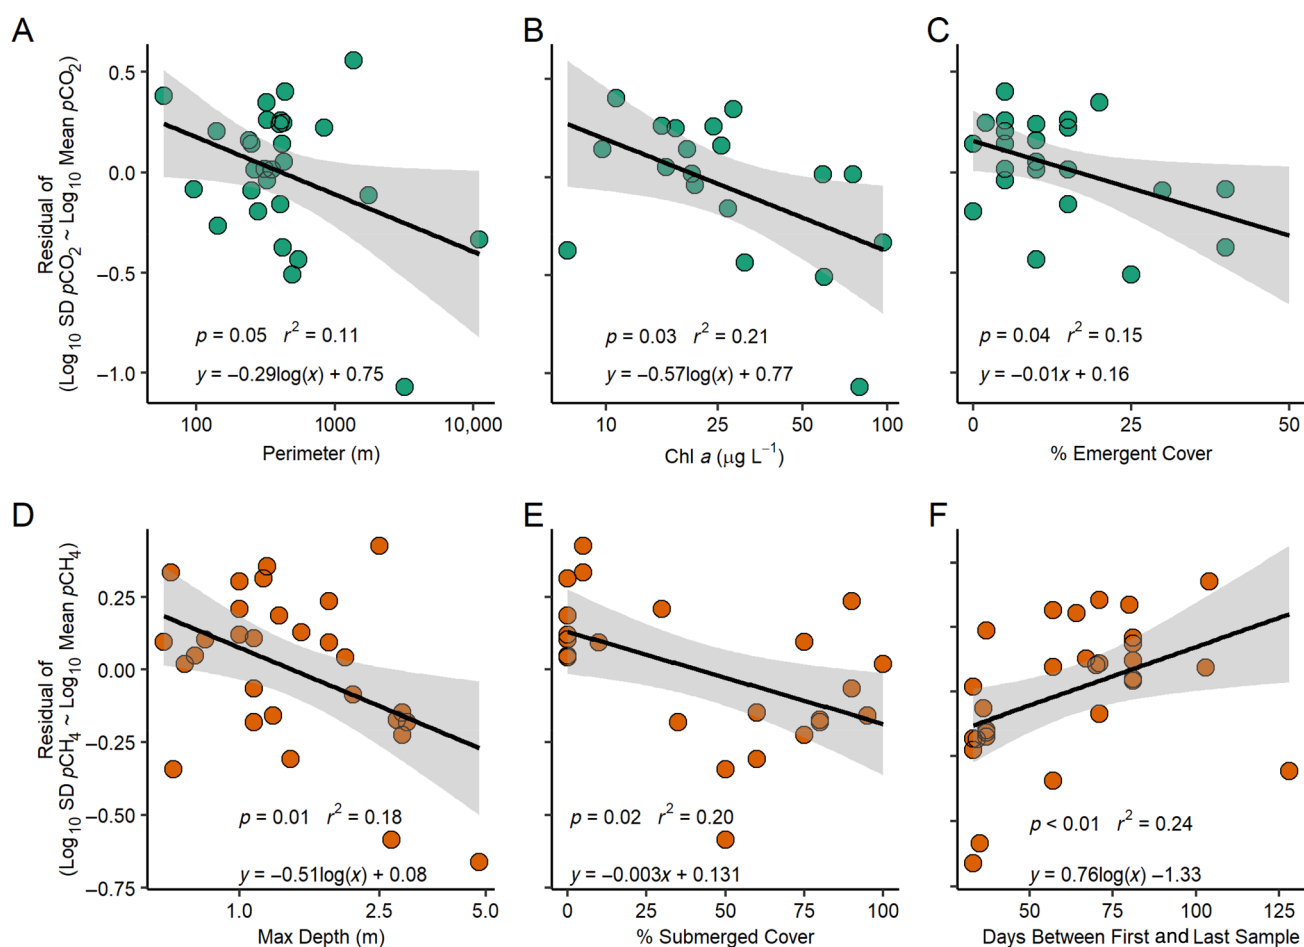 A
B
C
Residual of
(Log10 SD pCO2 ~ Log10 Mean pCO2)
0.5
0.0
−0.5
−1.0
p = 0.05 r2 = 0.11
y = −0.29log(x) + 0.75
100 1000 10,000
Perimeter (m)
p = 0.03 r2 = 0.21
y = −0.57log(x) + 0.77
10 25 50 100
Chl a (μg L−1)
p = 0.04 r2 = 0.15
y = −0.01x + 0.16
0 25 50
% Emergent Cover
D
E
F
Residual of
(Log10 SD pCH4 ~ Log10 Mean pCH4)
0.25
0.00
−0.25
−0.50
−0.75
p = 0.01 r2 = 0.18
y = −0.51log(x) + 0.08
1.0 2.5 5.0
Max Depth (m)
p = 0.02 r2 = 0.20
y = −0.003x + 0.131
0 25 50 75 100
% Submerged Cover
p < 0.01 r2 = 0.24
y = 0.76log(x) −1.33
50 75 100 125
Days Between First and Last Sample